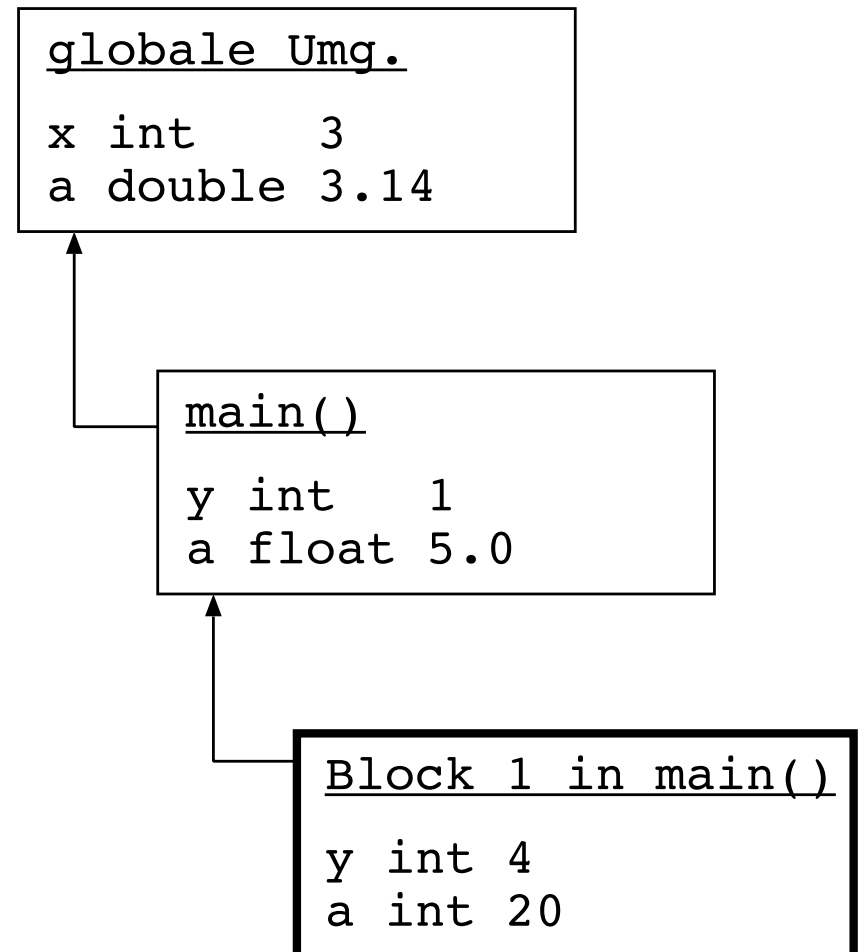 globale Umg.
x int 3
a double 3.14
main()
y int 1
a float 5.0
Block 1 in main()
y int 4
a int 20